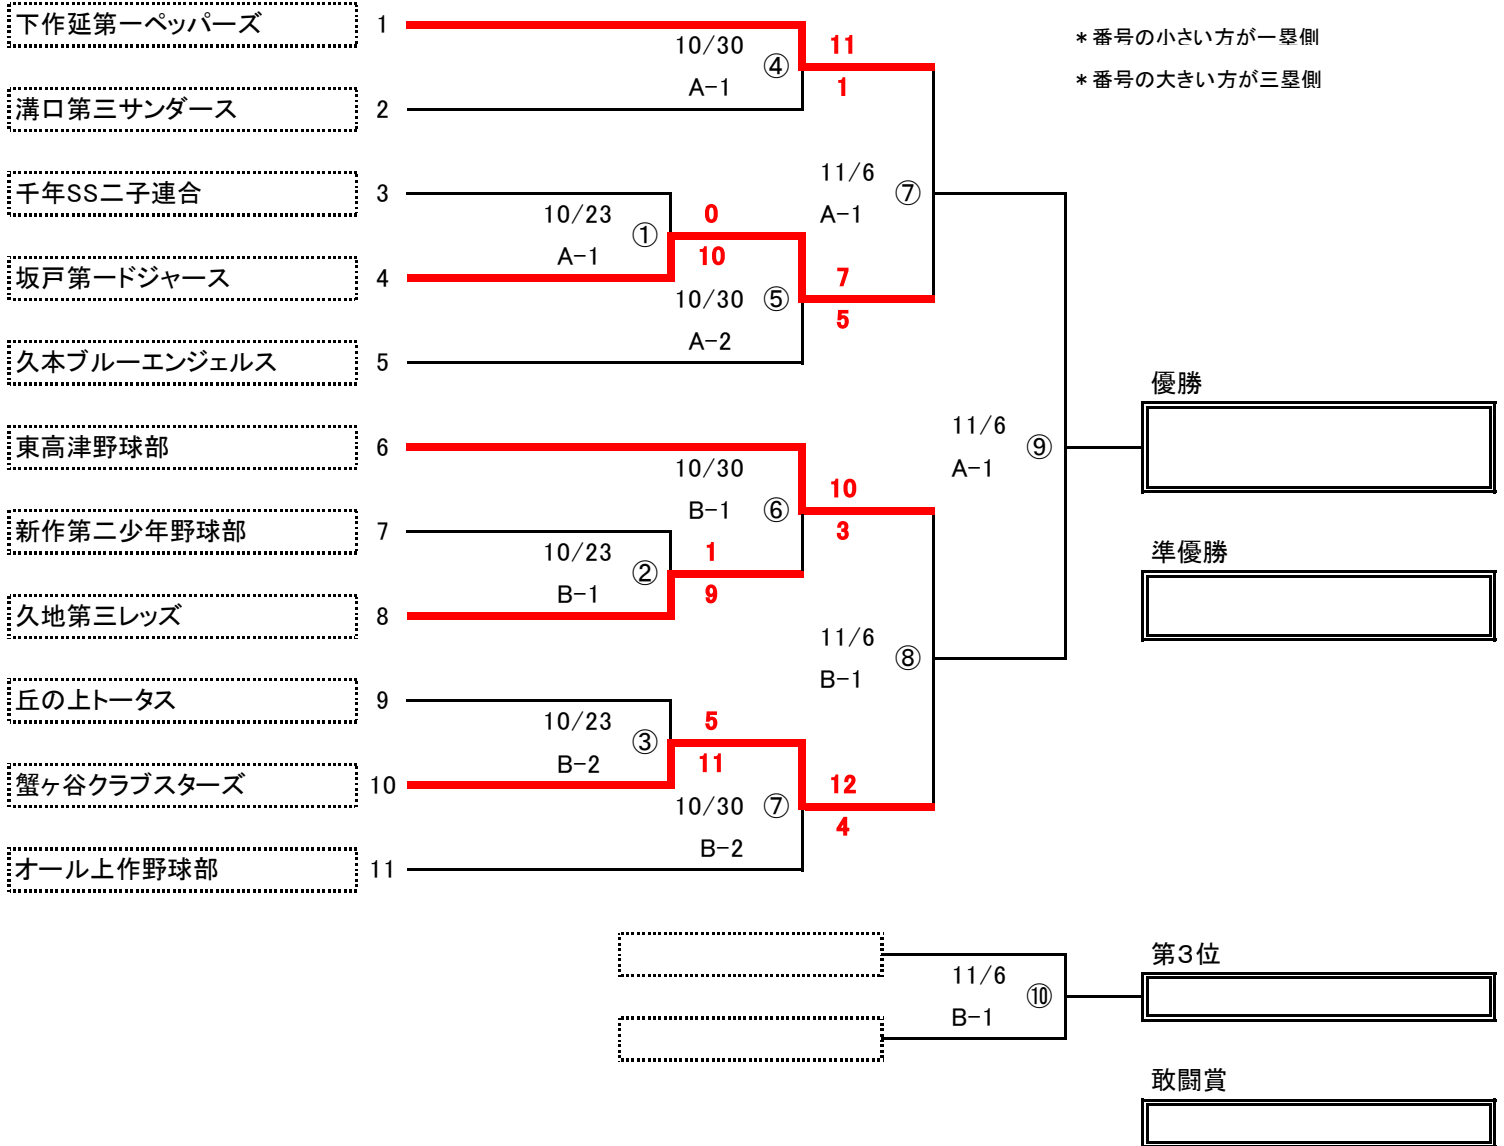 下作延第一ペッパーズ 1
10/30 ④ 11
A-1 1
溝口第三サンダース 2
*番号の小さい方が一塁側
*番号の大きい方が三塁側
千年SS二子連合 3
10/23 ① 0
A-1 10
坂戸第一ドジャース 4
10/30 ⑤ 7
A-2 5
久本ブルーエンジェルス 5
11/6 ⑦
A-1
東高津野球部 6
10/30 10
B-1 ⑥ 3
新作第二少年野球部 7
10/23 ② 1
B-1 9
久地第三レッズ 8
11/6 ⑧
B-1
丘の上トータス 9
10/23 ③ 5
B-2 11
蟹ヶ谷クラブスターズ 10
10/30 ⑦ 12
B-2 4
オール上作野球部 11
11/6 ⑨
A-1
優勝
準優勝
11/6 ⑩
B-1
第3位
敢闘賞